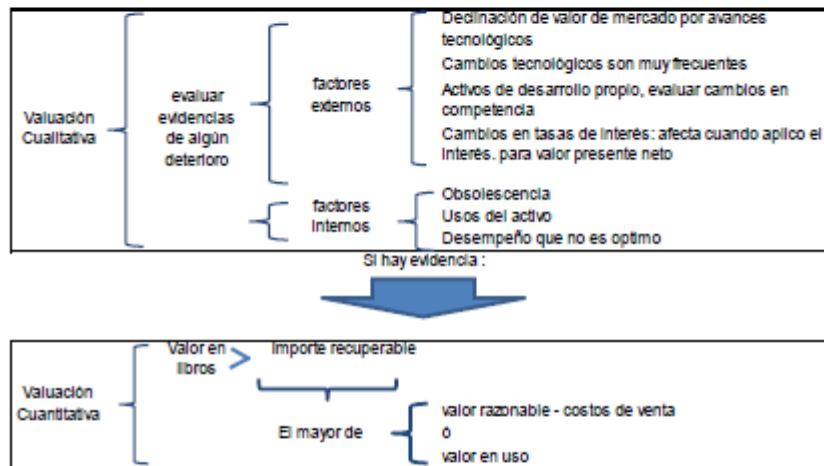 Valuación
Cualitativa
evaluar
evidencias
de algún
deterioro
factores
externos
Declinación de valor de mercado por avances
tecnológicos
Cambios tecnológicos son muy frecuentes
Activos de desarrollo propio, evaluar cambios en
competencia
Cambios en tasas de interés: afecta cuando aplico el
interés. para valor presente neto
factores
internos
Obsolescencia
Usos del activo
Desempeño que no es optimo
Si hay evidencia :
Valuación
Cuantitativa
Valor en
libros
>
Importe recuperable
El mayor de
valor razonable - costos de venta
ó
valor en uso